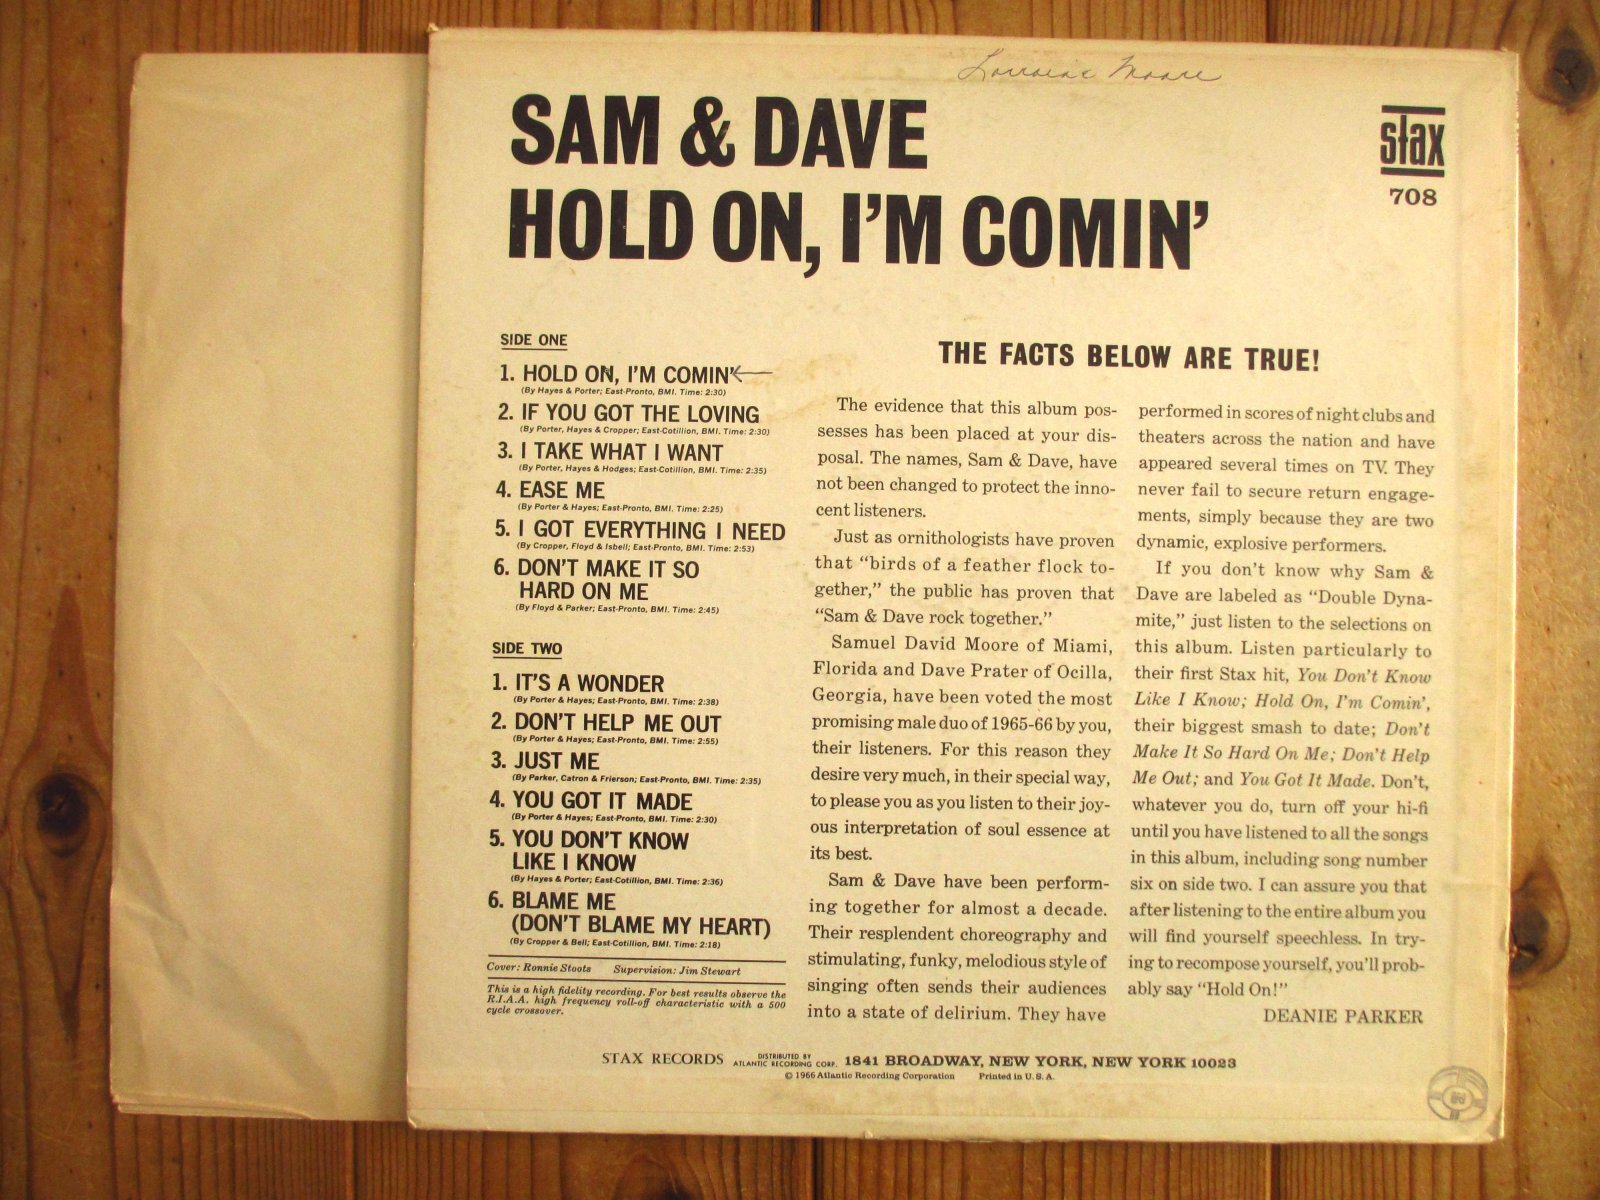 Lorraine Moore
SAM & DAVE
HOLD ON, I'M COMIN'
stax
708
SIDE ONE
1. HOLD ON, I'M COMIN'
(By Hayes & Porter; East-Pronto, BMI. Time: 2:30)
2. IF YOU GOT THE LOVING
(By Porter, Hayes & Cropper; East-Cotillion, BMI. Time: 2:30)
3. I TAKE WHAT I WANT
(By Porter, Hayes & Hodges; East-Cotillion, BMI. Time: 2:35)
4. EASE ME
(By Porter & Hayes; East-Pronto, BMI. Time: 2:25)
5. I GOT EVERYTHING I NEED
(By Cropper, Floyd & Isbell; East-Pronto, BMI. Time: 2:53)
6. DON'T MAKE IT SO
HARD ON ME
(By Floyd & Parker; East-Pronto, BMI. Time: 2:45)
SIDE TWO
1. IT'S A WONDER
(By Porter & Hayes; East-Pronto, BMI. Time: 2:38)
2. DON'T HELP ME OUT
(By Porter & Hayes; East-Pronto, BMI. Time: 2:55)
3. JUST ME
(By Parker, Catron & Frierson; East-Pronto, BMI. Time: 2:35)
4. YOU GOT IT MADE
(By Porter & Hayes; East-Pronto, BMI. Time: 2:30)
5. YOU DON'T KNOW
LIKE I KNOW
(By Hayes & Porter; East-Cotillion, BMI. Time: 2:36)
6. BLAME ME
(DON'T BLAME MY HEART)
(By Cropper & Bell; East-Cotillion, BMI. Time: 2:18)
Cover: Ronnie Stoots Supervision: Jim Stewart
This is a high fidelity recording. For best results observe the
R.I.A.A. high frequency roll-off characteristic with a 500
cycle crossover.
THE FACTS BELOW ARE TRUE!
The evidence that this album pos-
sesses has been placed at your dis-
posal. The names, Sam & Dave, have
not been changed to protect the inno-
cent listeners.
Just as ornithologists have proven
that "birds of a feather flock to-
gether," the public has proven that
"Sam & Dave rock together."
Samuel David Moore of Miami,
Florida and Dave Prater of Ocilla,
Georgia, have been voted the most
promising male duo of 1965-66 by you,
their listeners. For this reason they
desire very much, in their special way,
to please you as you listen to their joy-
ous interpretation of soul essence at
its best.
Sam & Dave have been perform-
ing together for almost a decade.
Their resplendent choreography and
stimulating, funky, melodious style of
singing often sends their audiences
into a state of delirium. They have
performed in scores of night clubs and
theaters across the nation and have
appeared several times on TV. They
never fail to secure return engage-
ments, simply because they are two
dynamic, explosive performers.
If you don't know why Sam &
Dave are labeled as "Double Dyna-
mite," just listen to the selections on
this album. Listen particularly to
their first Stax hit, You Don't Know
Like I Know; Hold On, I'm Comin',
their biggest smash to date; Don't
Make It So Hard On Me; Don't Help
Me Out; and You Got It Made. Don't,
whatever you do, turn off your hi-fi
until you have listened to all the songs
in this album, including song number
six on side two. I can assure you that
after listening to the entire album you
will find yourself speechless. In try-
ing to recompose yourself, you'll prob-
ably say "Hold On!"
DEANIE PARKER
STAX RECORDS DISTRIBUTED BY ATLANTIC RECORDING CORP. 1841 BROADWAY, NEW YORK, NEW YORK 10023
© 1966 Atlantic Recording Corporation Printed in U.S.A.